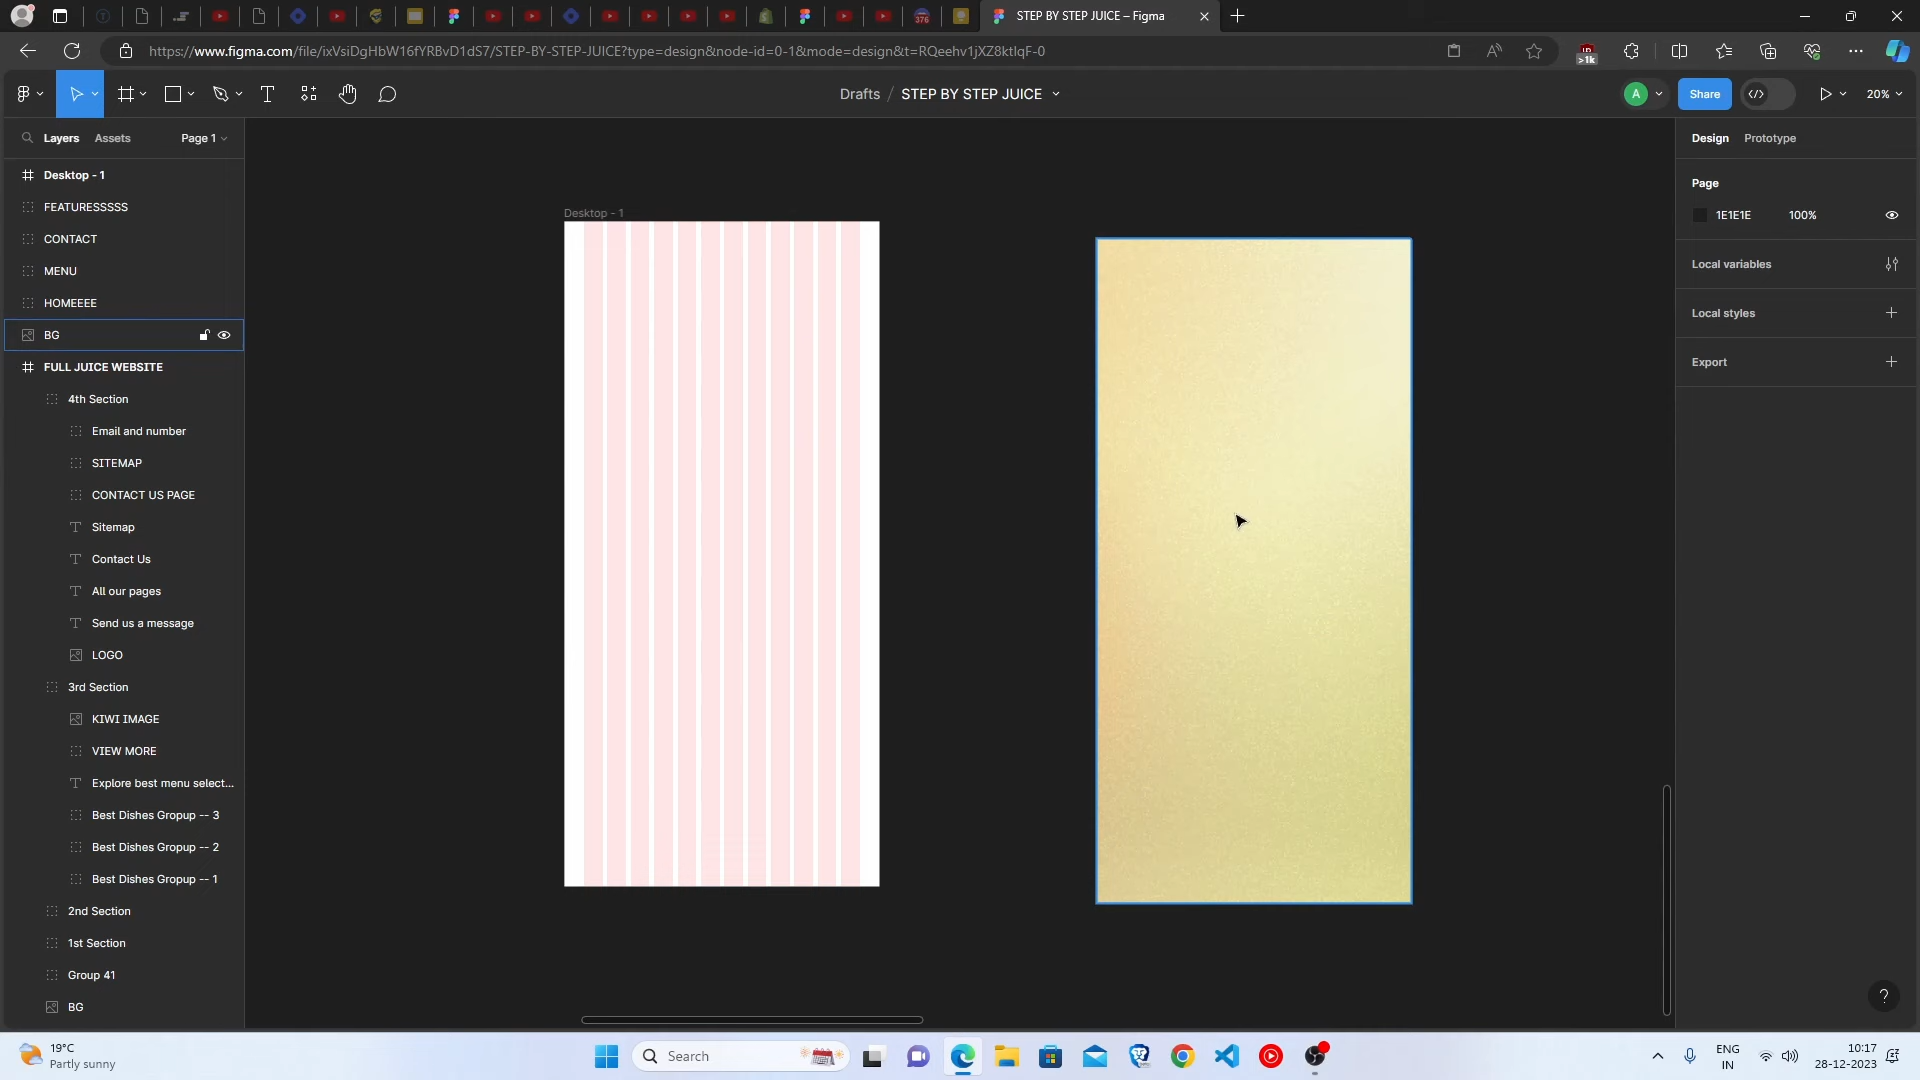 376
STEP BY STEP JUICE – Figma
https://www.figma.com/file/ixVsiDgHbW16fYRBvD1dS7/STEP-BY-STEP-JUICE?type=design&node-id=0-1&mode=design&t=RQeehv1jXZ8ktlqF-0
>1k
Drafts / STEP BY STEP JUICE
A
Share
20%
Layers
Assets
Page 1
Design
Prototype
Desktop - 1
FEATURESSSSS
CONTACT
MENU
HOMEEEE
BG
FULL JUICE WEBSITE
4th Section
Email and number
SITEMAP
CONTACT US PAGE
Sitemap
Contact Us
All our pages
Send us a message
LOGO
3rd Section
KIWI IMAGE
VIEW MORE
Explore best menu select...
Best Dishes Gropup -- 3
Best Dishes Gropup -- 2
Best Dishes Gropup -- 1
2nd Section
1st Section
Group 41
BG
Desktop - 1
Page
1E1E1E 100%
Local variables
Local styles
Export
?
19°C
Partly sunny
Search
ENG
IN
10:17
28-12-2023